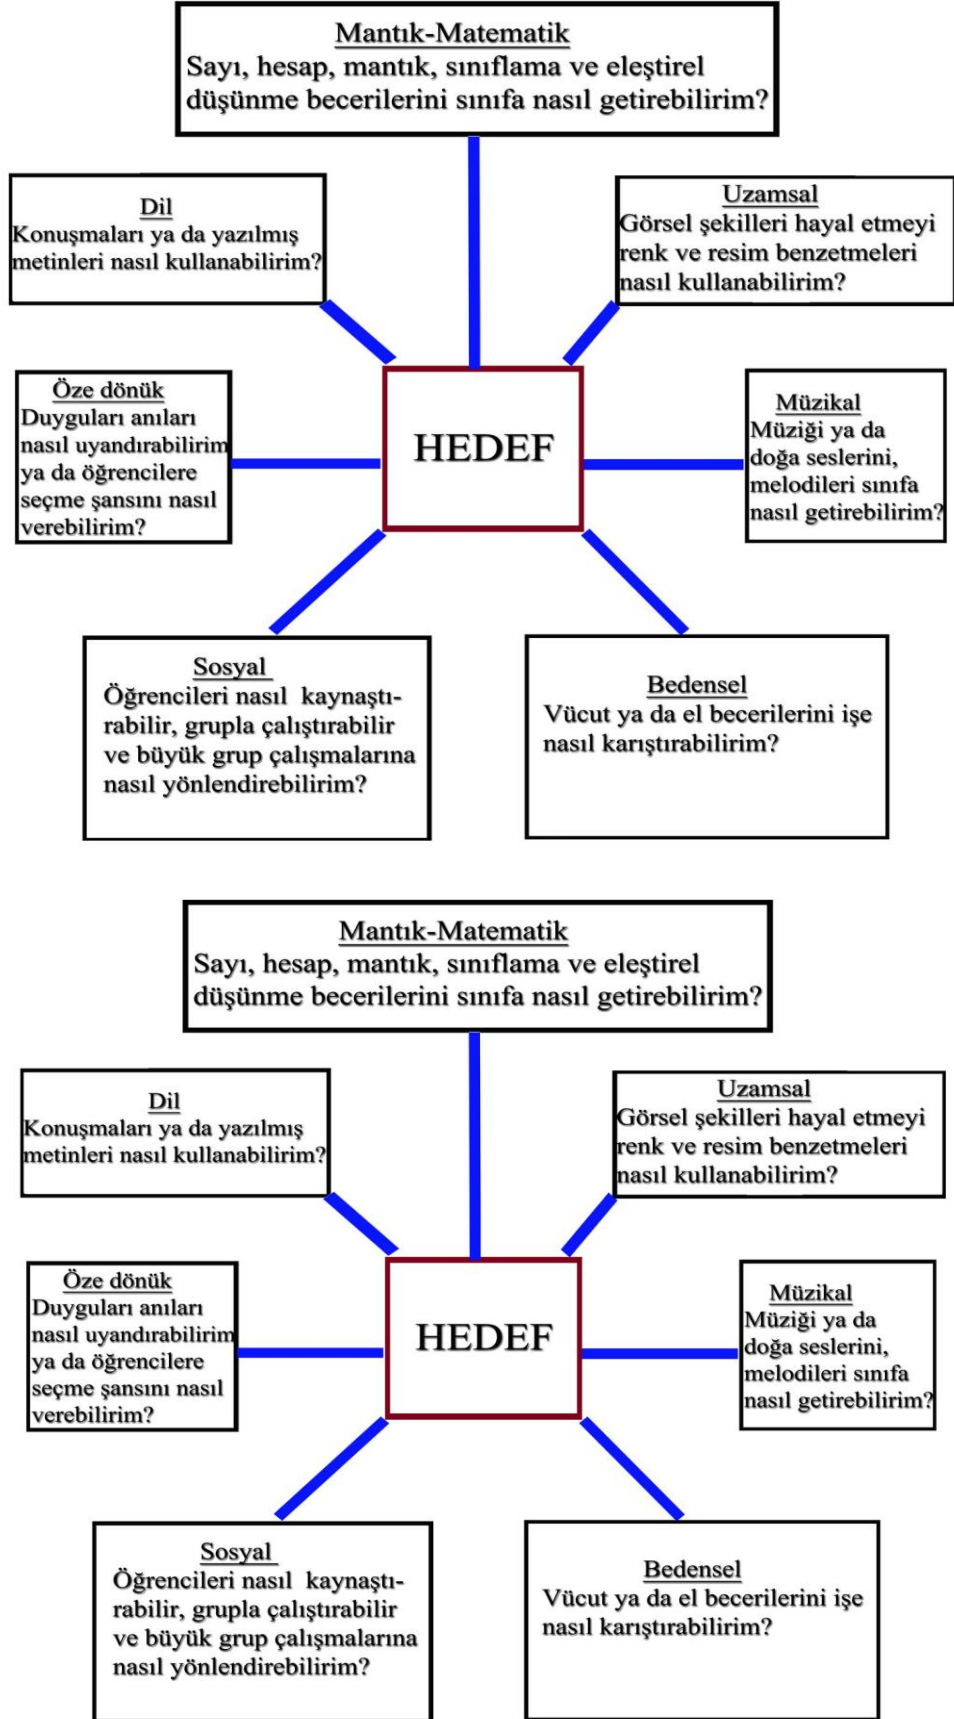 Mantık-Matematik
Sayı, hesap, mantık, sınıflama ve eleştirel
düşünme becerilerini sınıfa nasıl getirebilirim?
Dil
Konuşmaları ya da yazılmış
metinleri nasıl kullanabilirim?
Uzamsal
Görsel şekilleri hayal etmeyi
renk ve resim benzetmeleri
nasıl kullanabilirim?
Öze dönük
Duyguları anıları
nasıl uyandırabilirim
ya da öğrencilere
seçme şansını nasıl
verebilirim?
HEDEF
Müzikal
Müziği ya da
doğa seslerini,
melodileri sınıfa
nasıl getirebilirim?
Sosyal
Öğrencileri nasıl kaynaştı-
rabilir, grupla çalıştırabilir
ve büyük grup çalışmalarına
nasıl yönlendirebilirim?
Bedensel
Vücut ya da el becerilerini işe
nasıl karıştırabilirim?
Mantık-Matematik
Sayı, hesap, mantık, sınıflama ve eleştirel
düşünme becerilerini sınıfa nasıl getirebilirim?
Dil
Konuşmaları ya da yazılmış
metinleri nasıl kullanabilirim?
Uzamsal
Görsel şekilleri hayal etmeyi
renk ve resim benzetmeleri
nasıl kullanabilirim?
Öze dönük
Duyguları anıları
nasıl uyandırabilirim
ya da öğrencilere
seçme şansını nasıl
verebilirim?
HEDEF
Müzikal
Müziği ya da
doğa seslerini,
melodileri sınıfa
nasıl getirebilirim?
Sosyal
Öğrencileri nasıl kaynaştı-
rabilir, grupla çalıştırabilir
ve büyük grup çalışmalarına
nasıl yönlendirebilirim?
Bedensel
Vücut ya da el becerilerini işe
nasıl karıştırabilirim?